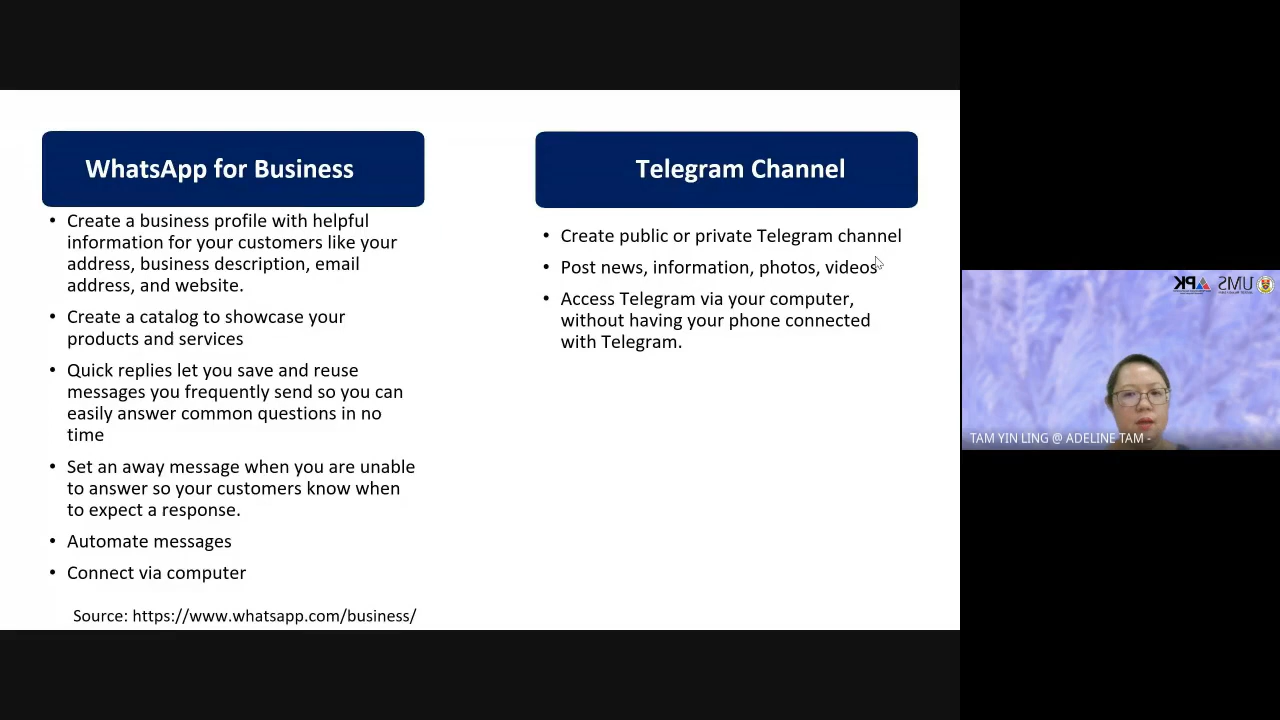 WhatsApp for Business
• Create a business profile with helpful
information for your customers like your
address, business description, email
address, and website.
• Create a catalog to showcase your
products and services
• Quick replies let you save and reuse
messages you frequently send so you can
easily answer common questions in no
time
• Set an away message when you are unable
to answer so your customers know when
to expect a response.
• Automate messages
• Connect via computer
Source: https://www.whatsapp.com/business/
Telegram Channel
• Create public or private Telegram channel
• Post news, information, photos, videos
• Access Telegram via your computer,
without having your phone connected
with Telegram.
PK UMS
TAM YIN LING @ ADELINE TAM -